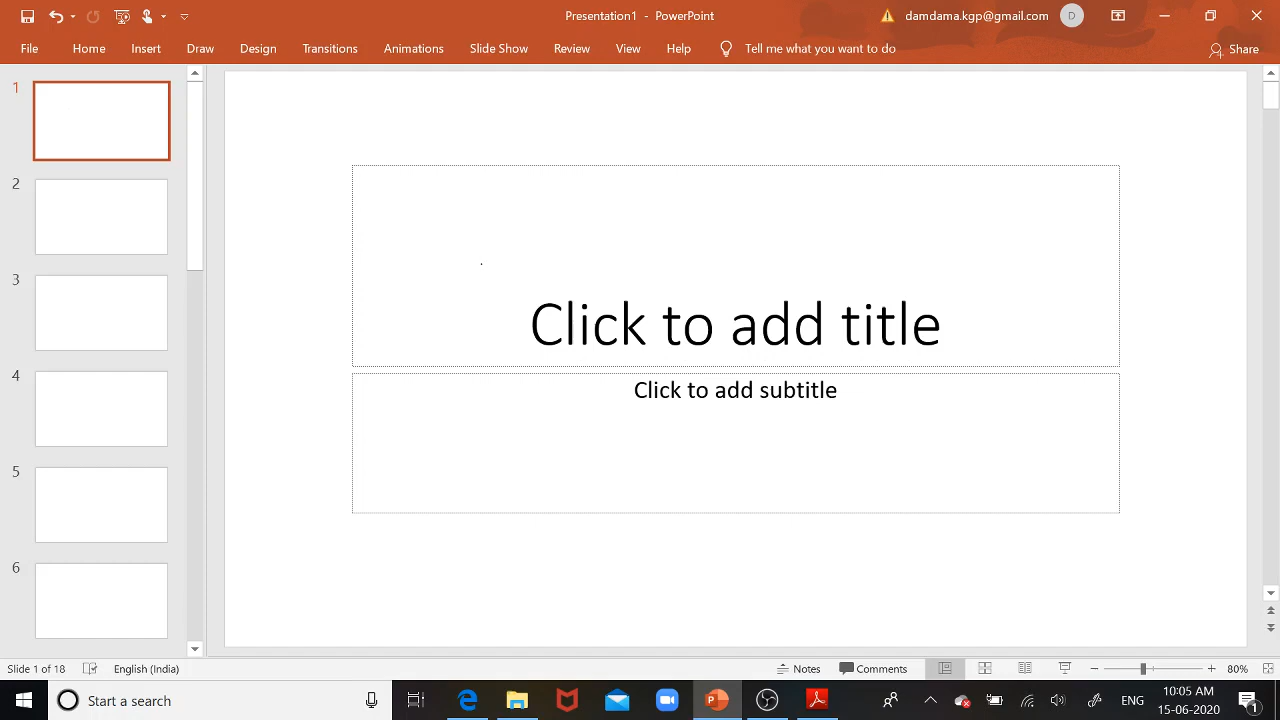 Presentation1 - PowerPoint
damdama.kgp@gmail.com
D
File Home Insert Draw Design Transitions Animations Slide Show Review View Help Tell me what you want to do
Share
1
2
3
4
5
6
Click to add title
Click to add subtitle
Slide 1 of 18 English (India) Notes Comments 80%
Start a search
ENG
10:05 AM
15-06-2020
1